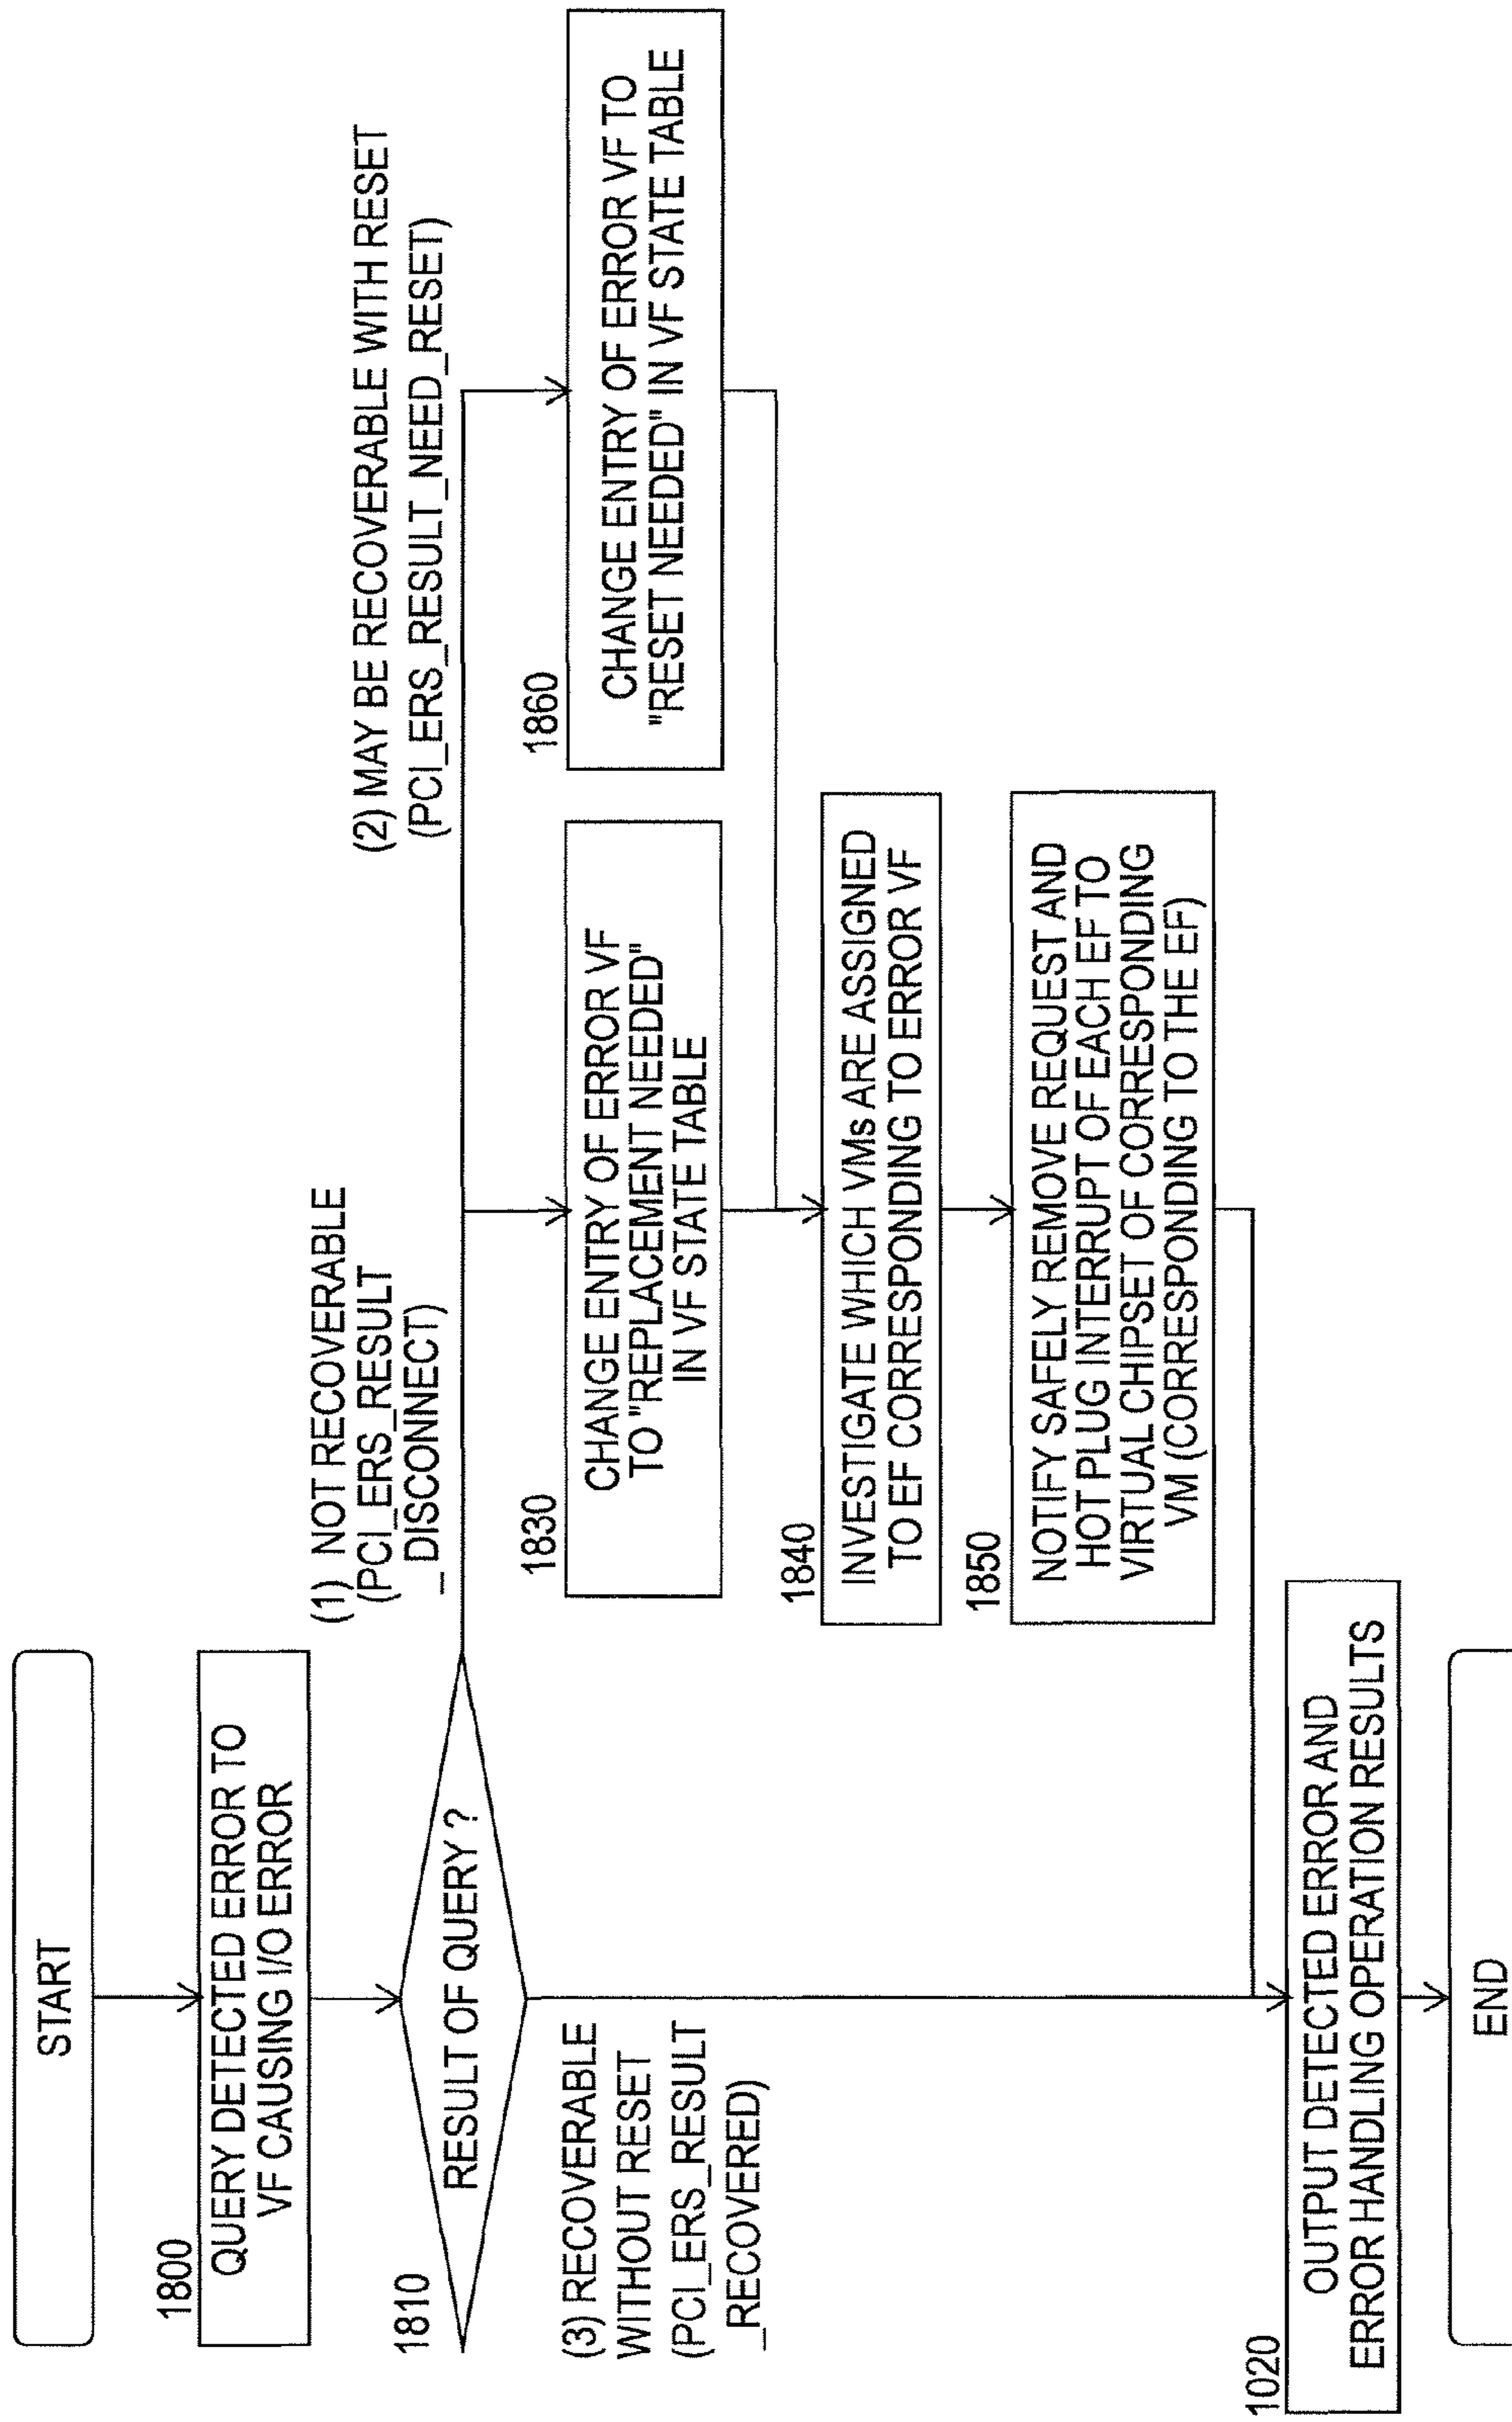 START
1800
QUERY DETECTED ERROR TO
VF CAUSING I/O ERROR
1810
RESULT OF QUERY ?
(1) NOT RECOVERABLE
(PCI_ERS_RESULT
_DISCONNECT)
(2) MAY BE RECOVERABLE WITH RESET
(PCI_ERS_RESULT_NEED_RESET)
(3) RECOVERABLE
WITHOUT RESET
(PCI_ERS_RESULT
_RECOVERED)
1830
CHANGE ENTRY OF ERROR VF
TO "REPLACEMENT NEEDED"
IN VF STATE TABLE
1860
CHANGE ENTRY OF ERROR VF TO
"RESET NEEDED" IN VF STATE TABLE
1840
INVESTIGATE WHICH VMs ARE ASSIGNED
TO EF CORRESPONDING TO ERROR VF
1850
NOTIFY SAFELY REMOVE REQUEST AND
HOT PLUG INTERRUPT OF EACH EF TO
VIRTUAL CHIPSET OF CORRESPONDING
VM (CORRESPONDING TO THE EF)
1020
OUTPUT DETECTED ERROR AND
ERROR HANDLING OPERATION RESULTS
END